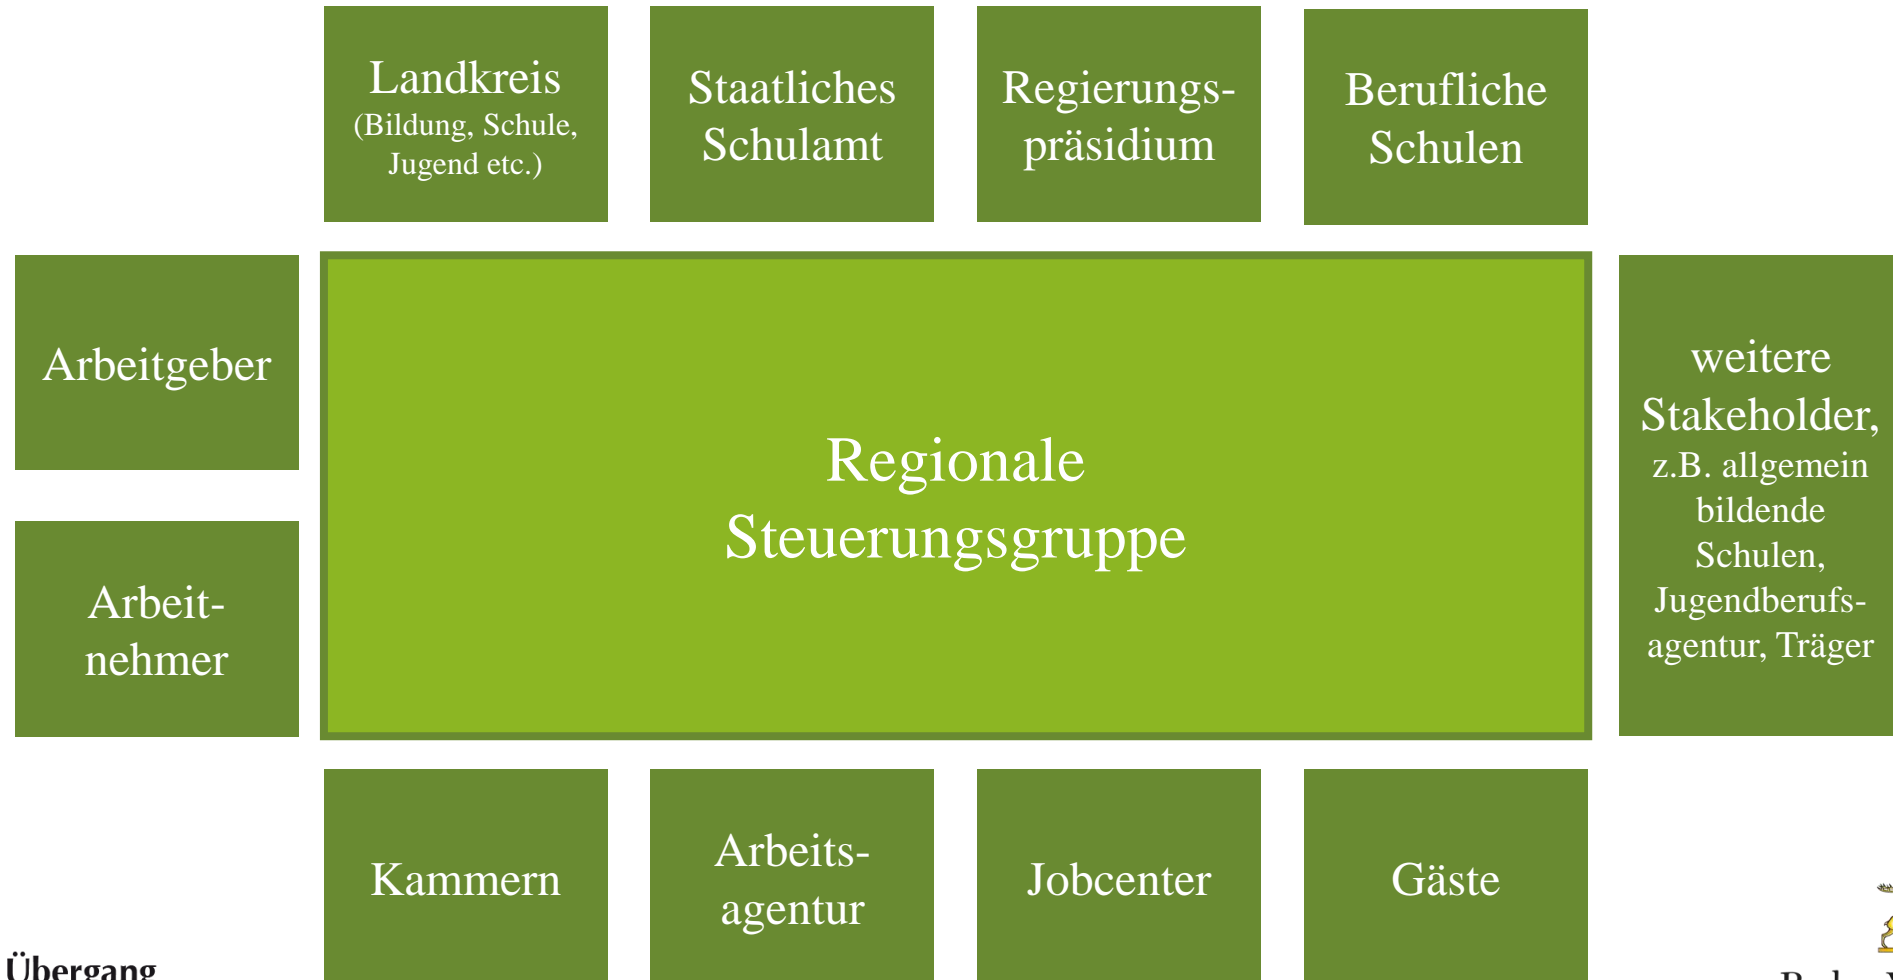 Landkreis
(Bildung, Schule,
Jugend etc.)
Staatliches
Schulamt
Regierungs-
präsidium
Berufliche
Schulen
Arbeitgeber
Arbeit-
nehmer
Regionale
Steuerungsgruppe
weitere
Stakeholder,
z.B. allgemein
bildende
Schulen,
Jugendberufs-
agentur, Träger
Kammern
Arbeits-
agentur
Jobcenter
Gäste
Übergang